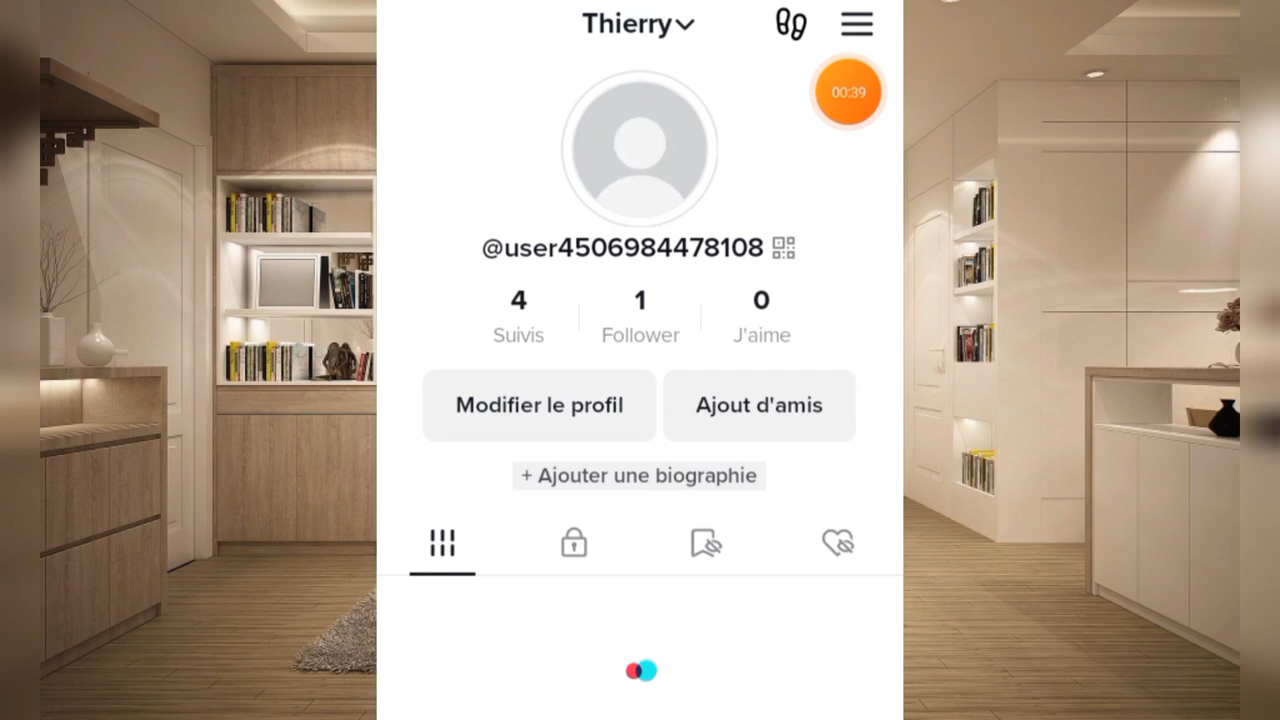 Thierry
00:39
@user4506984478108
4 1 0
Suivis Follower J'aime
Modifier le profil Ajout d'amis
+ Ajouter une biographie